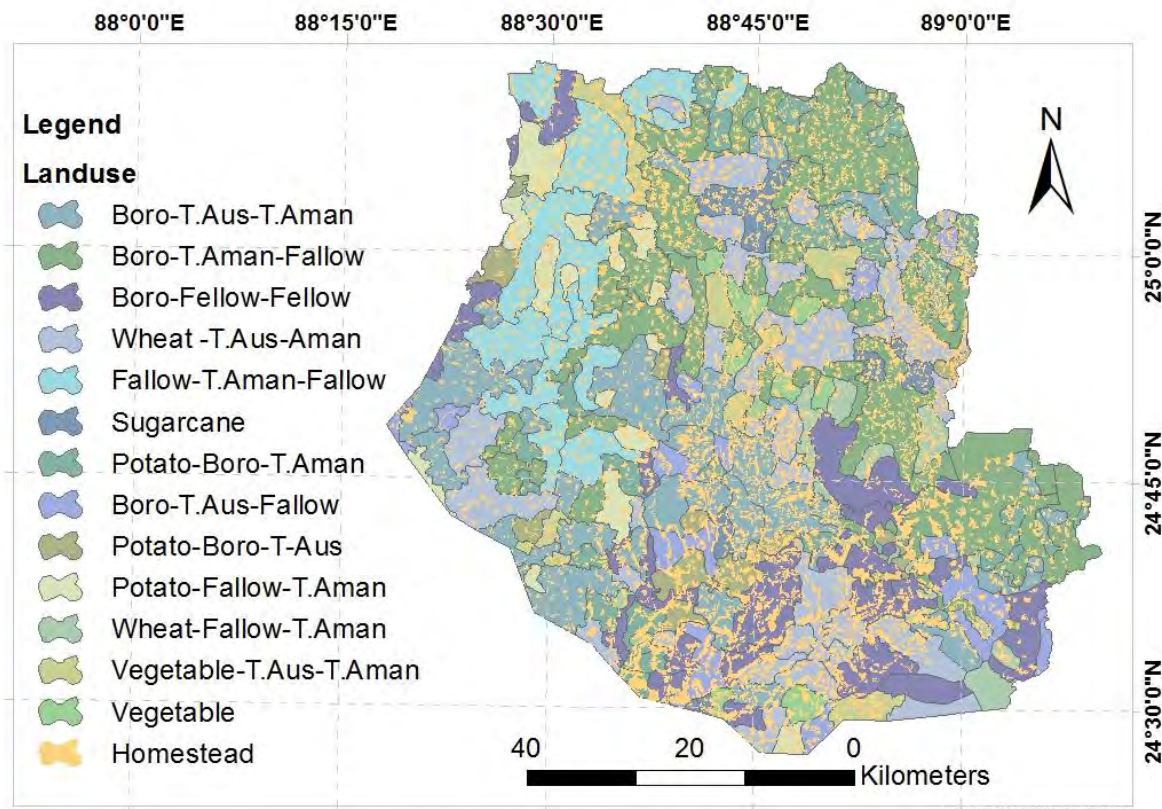 88°0'0"E 88°15'0"E 88°30'0"E 88°45'0"E 89°0'0"E
N
25°0'0"N
24°45'0"N
24°30'0"N
Legend
Landuse
Boro-T.Aus-T.Aman
Boro-T.Aman-Fallow
Boro-Fellow-Fellow
Wheat -T.Aus-Aman
Fallow-T.Aman-Fallow
Sugarcane
Potato-Boro-T.Aman
Boro-T.Aus-Fallow
Potato-Boro-T-Aus
Potato-Fallow-T.Aman
Wheat-Fallow-T.Aman
Vegetable-T.Aus-T.Aman
Vegetable
Homestead
40 20 0
Kilometers